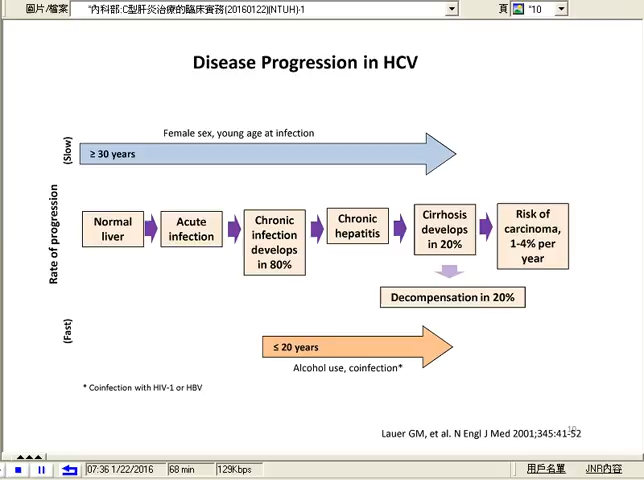 圖片/檔案
"內科部:C型肝炎治療的臨床實務(20160122)(NTUH)-1
頁
"10
Disease Progression in HCV
Female sex, young age at infection
(Slow)
≥ 30 years
Rate of progression
Normal
liver
Acute
infection
Chronic
infection
develops
in 80%
Chronic
hepatitis
Cirrhosis
develops
in 20%
Risk of
carcinoma,
1-4% per
year
Decompensation in 20%
(Fast)
≤ 20 years
Alcohol use, coinfection*
* Coinfection with HIV-1 or HBV
10
Lauer GM, et al. N Engl J Med 2001;345:41-52
07:36 1/22/2016
68 min
129Kbps
用戶名單
JNR內容